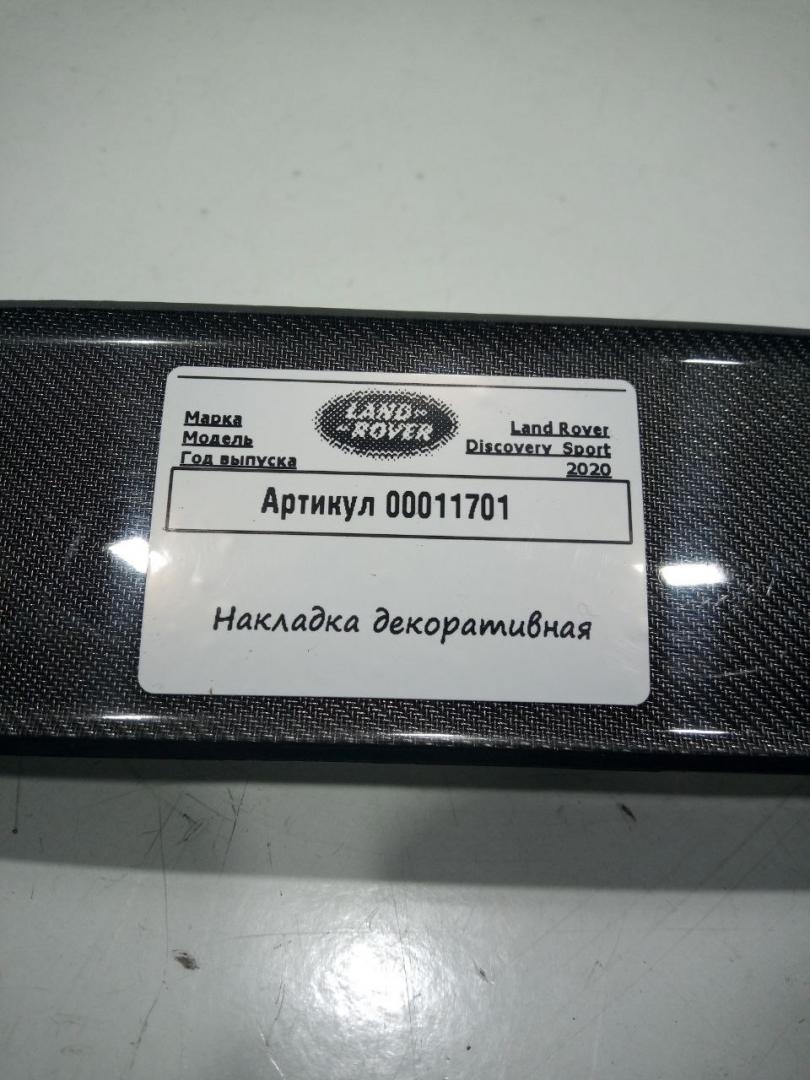 LAND-
-ROVER
Марка Land Rover
Модель Discovery Sport
Год выпуска 2020
Артикул 00011701
Накладка декоративная